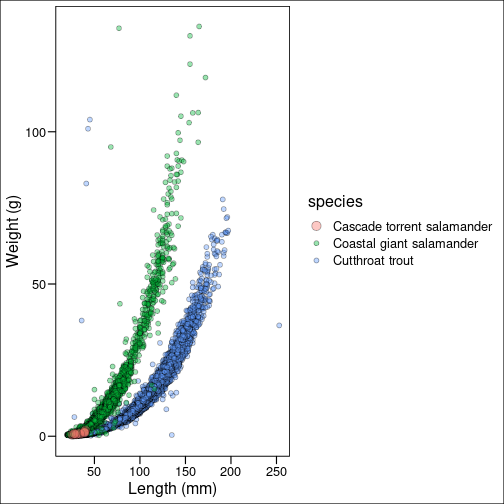 100
50
0
Weight (g)
50
100
150
200
250
Length (mm)
species
Cascade torrent salamander
Coastal giant salamander
Cutthroat trout